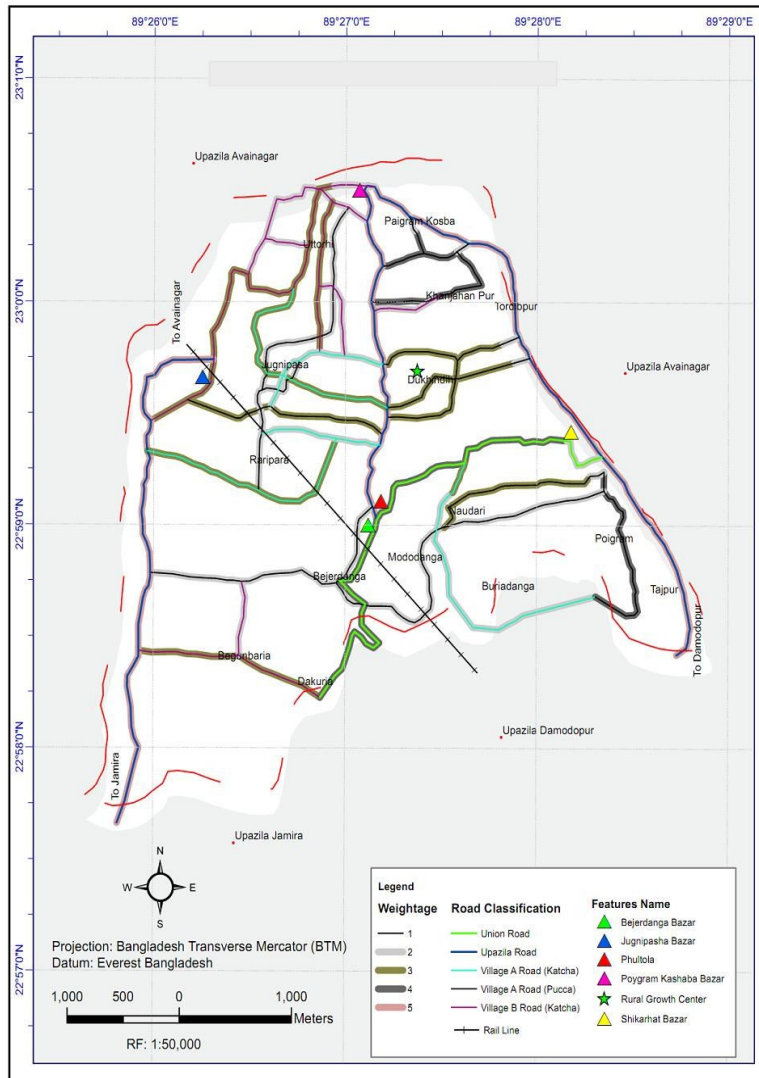 89°26'0"E 89°27'0"E 89°28'0"E 89°29'0"E
23°1'0"N
23°0'0"N
22°59'0"N
22°58'0"N
22°57'0"N
Upazila Avainagar
Paigram Kosba
Uttorhi
Khanjahan Pur
Tordibpur
To Avainagar
Jugnipasa
Dukhindihi
Upazila Avainagar
Raripara
Naudari
Poigram
Mododanga
Bejerdanga
Buriadanga
Tajpur
Begunbaria
Dakuria
To Damodopur
Upazila Damodopur
To Jamira
Upazila Jamira
N
W E
S
Projection: Bangladesh Transverse Mercator (BTM)
Datum: Everest Bangladesh
1,000 500 0 1,000
Meters
RF: 1:50,000
Legend
Weightage
1
2
3
4
5
Road Classification
Union Road
Upazila Road
Village A Road (Katcha)
Village A Road (Pucca)
Village B Road (Katcha)
Rail Line
Features Name
Bejerdanga Bazar
Jugnipasha Bazar
Phultola
Poygram Kashaba Bazar
Rural Growth Center
Shikarhat Bazar